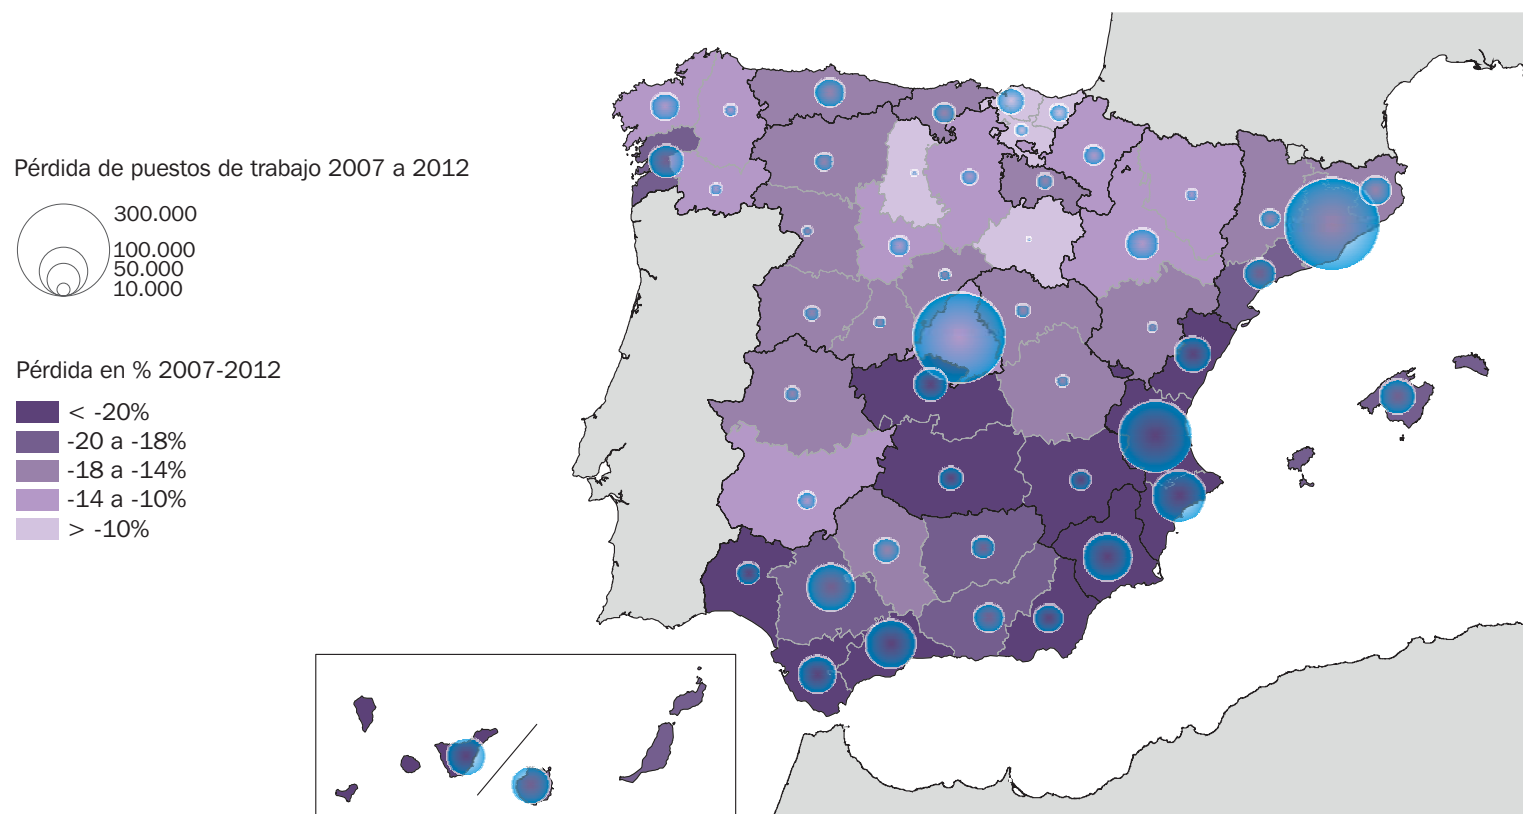 Pérdida de puestos de trabajo 2007 a 2012
300.000
100.000
50.000
10.000
Pérdida en % 2007-2012
< -20%
-20 a -18%
-18 a -14%
-14 a -10%
> -10%